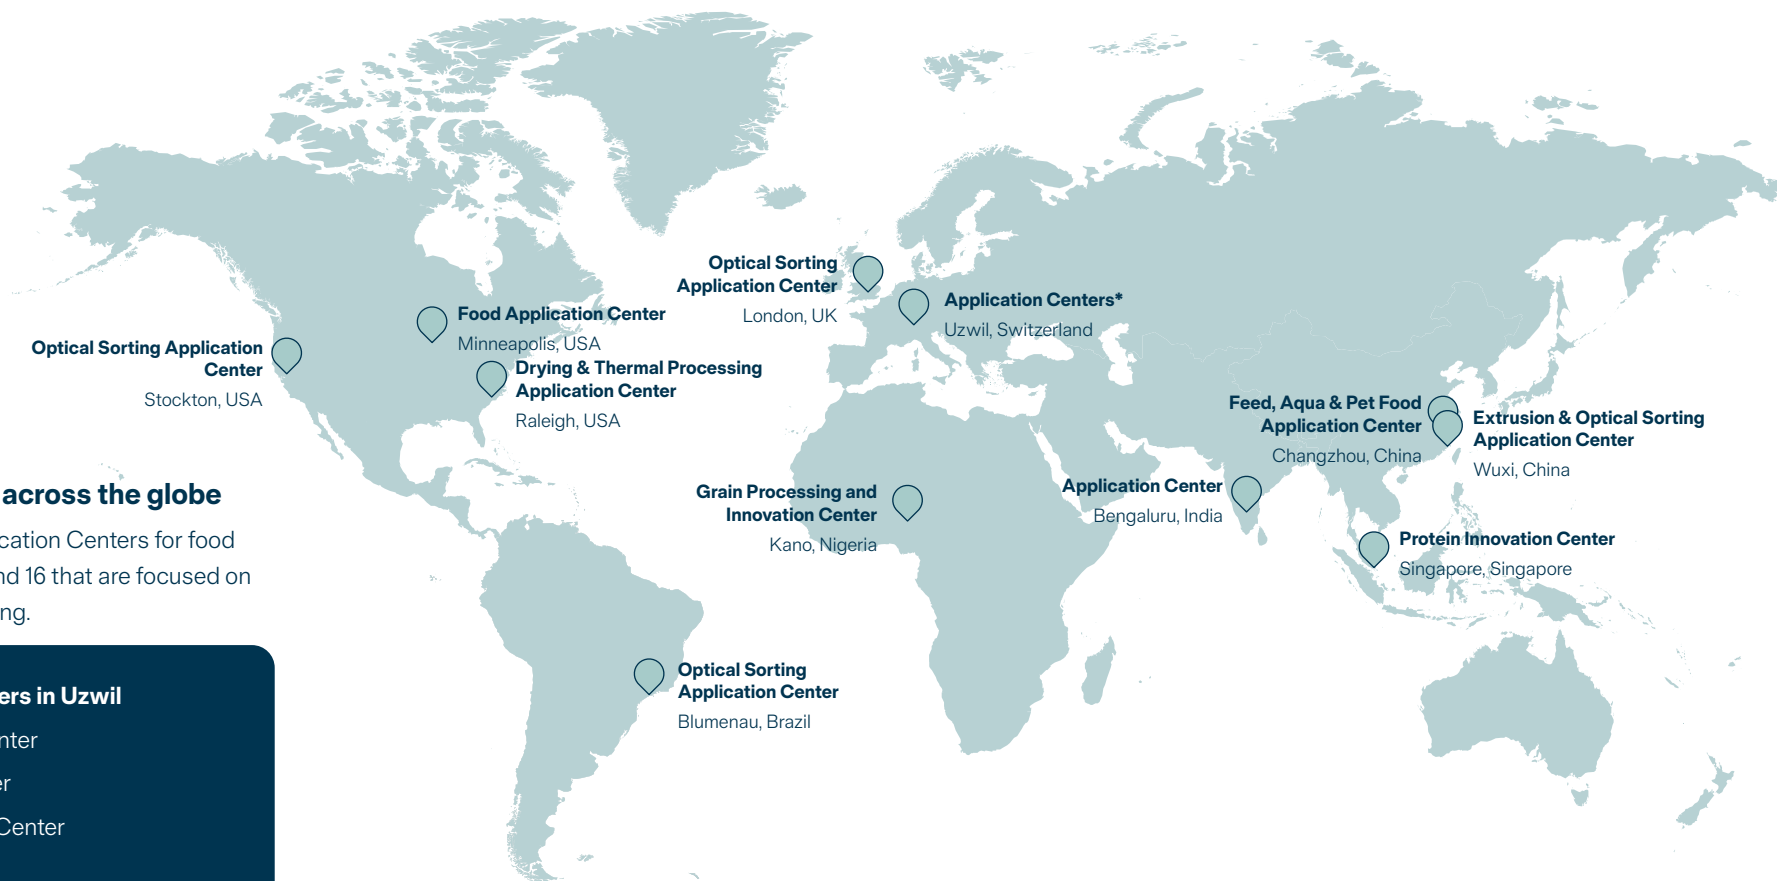 Optical Sorting
Application Center
London, UK
Application Centers*
Uzwil, Switzerland
Food Application Center
Minneapolis, USA
Optical Sorting Application
Center
Stockton, USA
Drying & Thermal Processing
Application Center
Raleigh, USA
Feed, Aqua & Pet Food
Application Center
Changzhou, China
Extrusion & Optical Sorting
Application Center
Wuxi, China
Grain Processing and
Innovation Center
Kano, Nigeria
Application Center
Bengaluru, India
Protein Innovation Center
Singapore, Singapore
Optical Sorting
Application Center
Blumenau, Brazil
across the globe
cation Centers for food
nd 16 that are focused on
ng.
ers in Uzwil
nter
er
Center